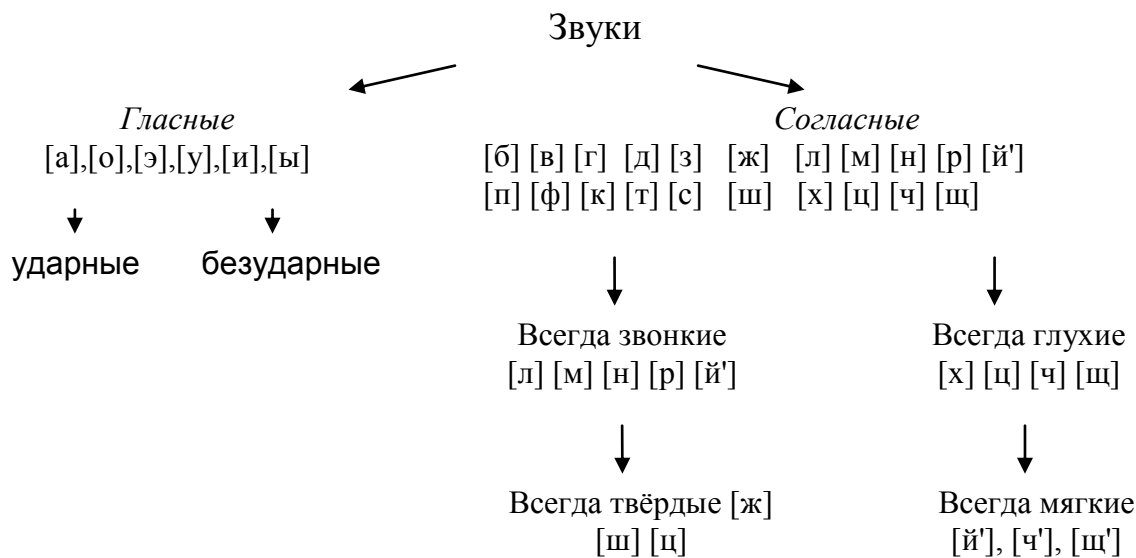 Звуки
Гласные
[а],[о],[э],[у],[и],[ы]
ударные безударные
Согласные
[б] [в] [г] [д] [з] [ж] [л] [м] [н] [р] [й']
[п] [ф] [к] [т] [с] [ш] [х] [ц] [ч] [щ]
Всегда звонкие
[л] [м] [н] [р] [й']
Всегда глухие
[х] [ц] [ч] [щ]
Всегда твёрдые [ж]
[ш] [ц]
Всегда мягкие
[й'], [ч'], [щ']